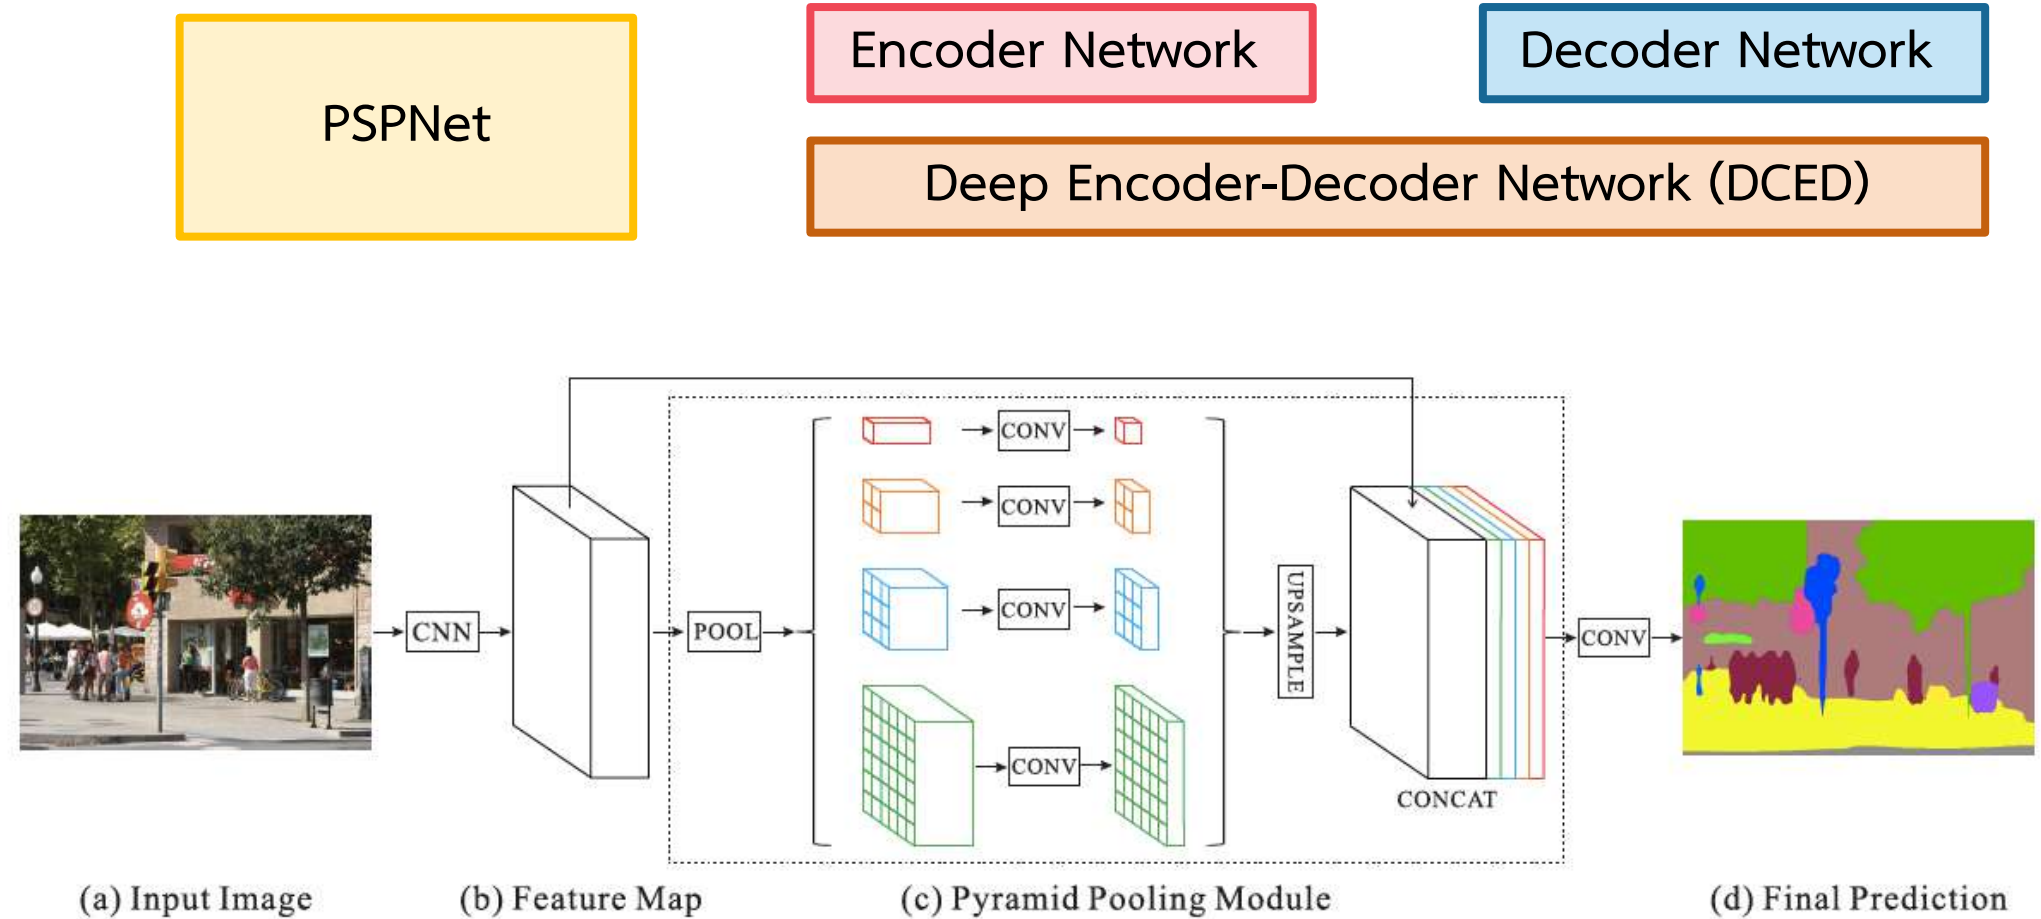 PSPNet
Encoder Network
Decoder Network
Deep Encoder-Decoder Network (DCED)
CNN
POOL
CONV
CONV
CONV
CONV
UPSAMPLE
CONCAT
CONV
(a) Input Image
(b) Feature Map
(c) Pyramid Pooling Module
(d) Final Prediction